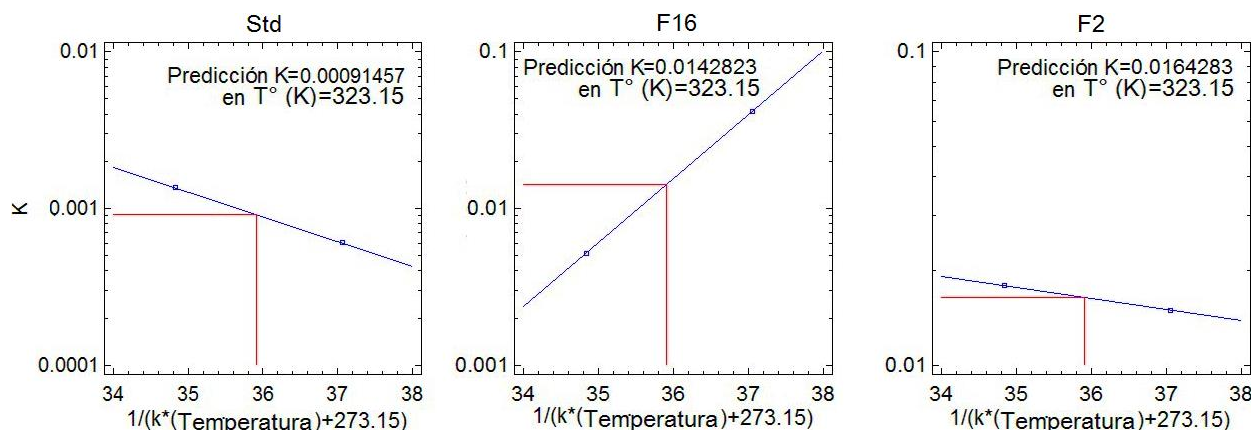 Std
F16
F2
0.01
Predicción K=0.00091457
en T° (K)=323.15
0.001
0.0001
K
34 35 36 37 38
1/(k*(Temperatura)+273.15)
0.1
Predicción K=0.0142823
en T° (K)=323.15
0.01
0.001
34 35 36 37 38
1/(k*(Temperatura)+273.15)
0.1
Predicción K=0.0164283
en T° (K)=323.15
0.01
34 35 36 37 38
1/(k*(Temperatura)+273.15)